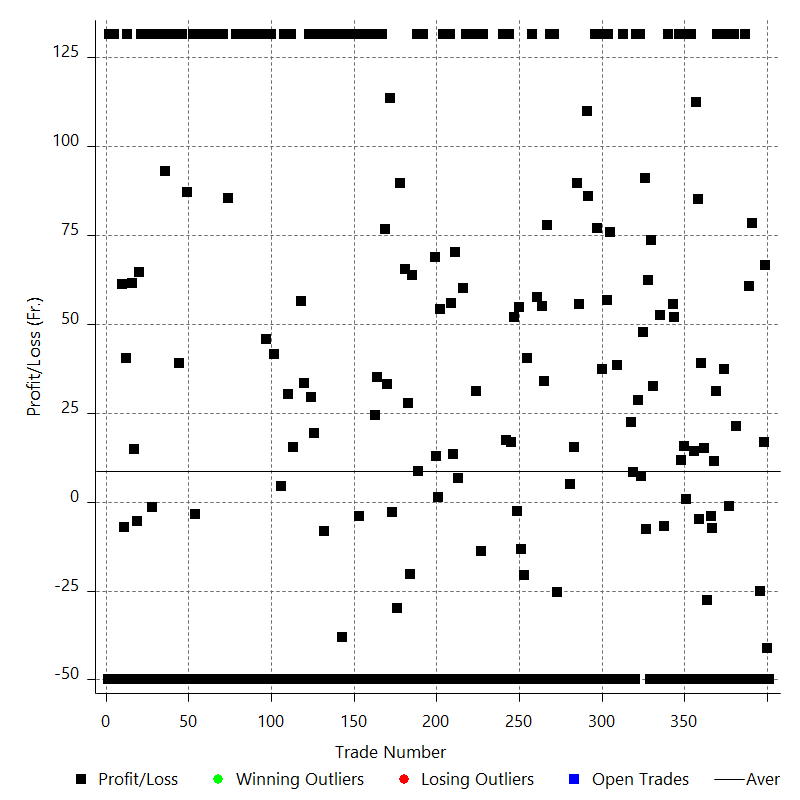 125
100
75
50
25
0
-25
-50
Profit/Loss (Fr.)
0 50 100 150 200 250 300 350
Trade Number
Profit/Loss Winning Outliers Losing Outliers Open Trades Aver